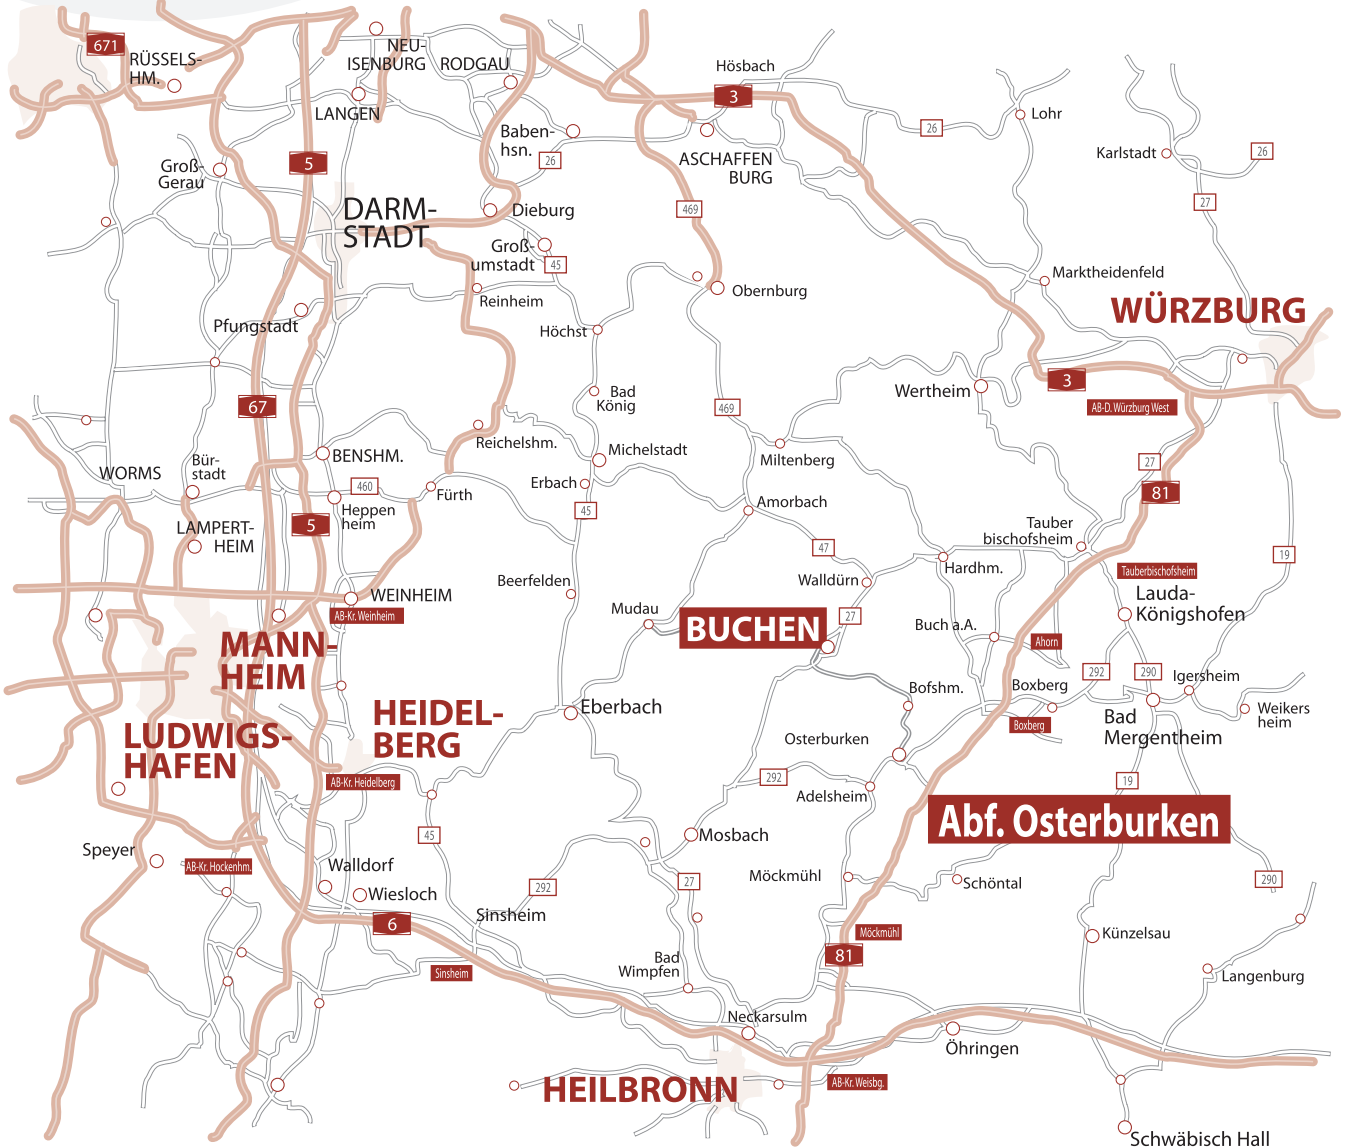 671
RÜSSELS-
HM.
NEU-
ISENBURG
RODGAU
LANGEN
Hösbach
3
26
Lohr
Karlstadt
26
27
Baben-
hsn.
26
ASCHAFFEN
BURG
5
Groß-
Gerau
DARM-
STADT
Dieburg
469
Groß-
umstadt
45
Reinheim
Obernburg
Marktheidenfeld
WÜRZBURG
Pfungstadt
Höchst
3
AB-D. Würzburg West
Wertheim
67
Bad
König
469
Reichelshm.
Michelstadt
Miltenberg
BENSHM.
WORMS
Bür-
stadt
460
Fürth
Erbach
45
Amorbach
27
81
Heppen
heim
5
LAMPERT-
HEIM
47
Tauber
bischofsheim
19
Hardhm.
Tauberbischofsheim
Beerfelden
Walldürn
WEINHEIM
AB-Kr. Weinheim
Lauda-
Königshofen
Mudau
BUCHEN
27
Buch a.A.
Ahorn
MANN-
HEIM
292
290
Igersheim
Bofshm.
Boxberg
Boxberg
Weikers
heim
Eberbach
HEIDEL-
BERG
Bad
Mergentheim
LUDWIGS-
HAFEN
Osterburken
AB-Kr. Heidelberg
292
Adelsheim
19
Abf. Osterburken
45
Mosbach
Speyer
AB-Kr. Hockenhm.
Walldorf
Wiesloch
292
27
Möckmühl
Schöntal
290
Sinsheim
6
Möckmühl
81
Künzelsau
Sinsheim
Bad
Wimpfen
Langenburg
Neckarsulm
Öhringen
HEILBRONN
AB-Kr. Weisbg.
Schwäbisch Hall